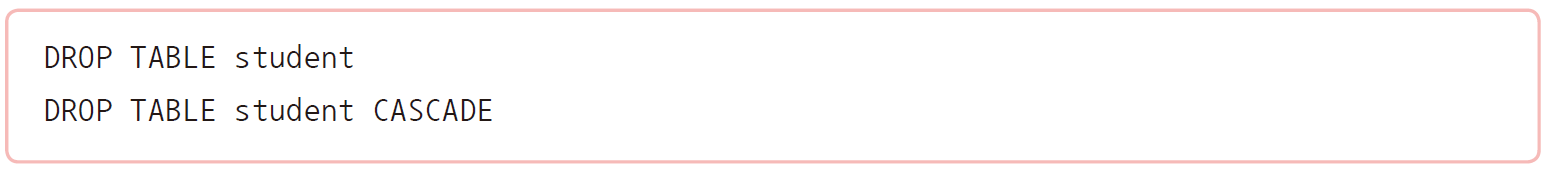 DROP TABLE student
DROP TABLE student CASCADE